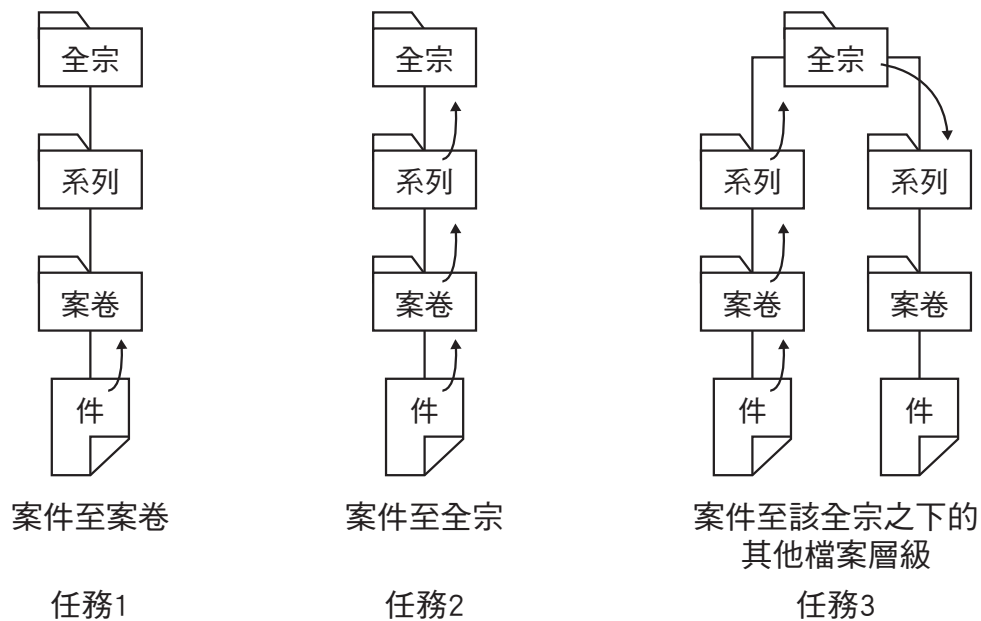 全宗
系列
案卷
件
案件至案卷
任務1
全宗
系列
案卷
件
案件至全宗
任務2
全宗
系列
系列
案卷
案卷
件
件
案件至該全宗之下的
其他檔案層級
任務3